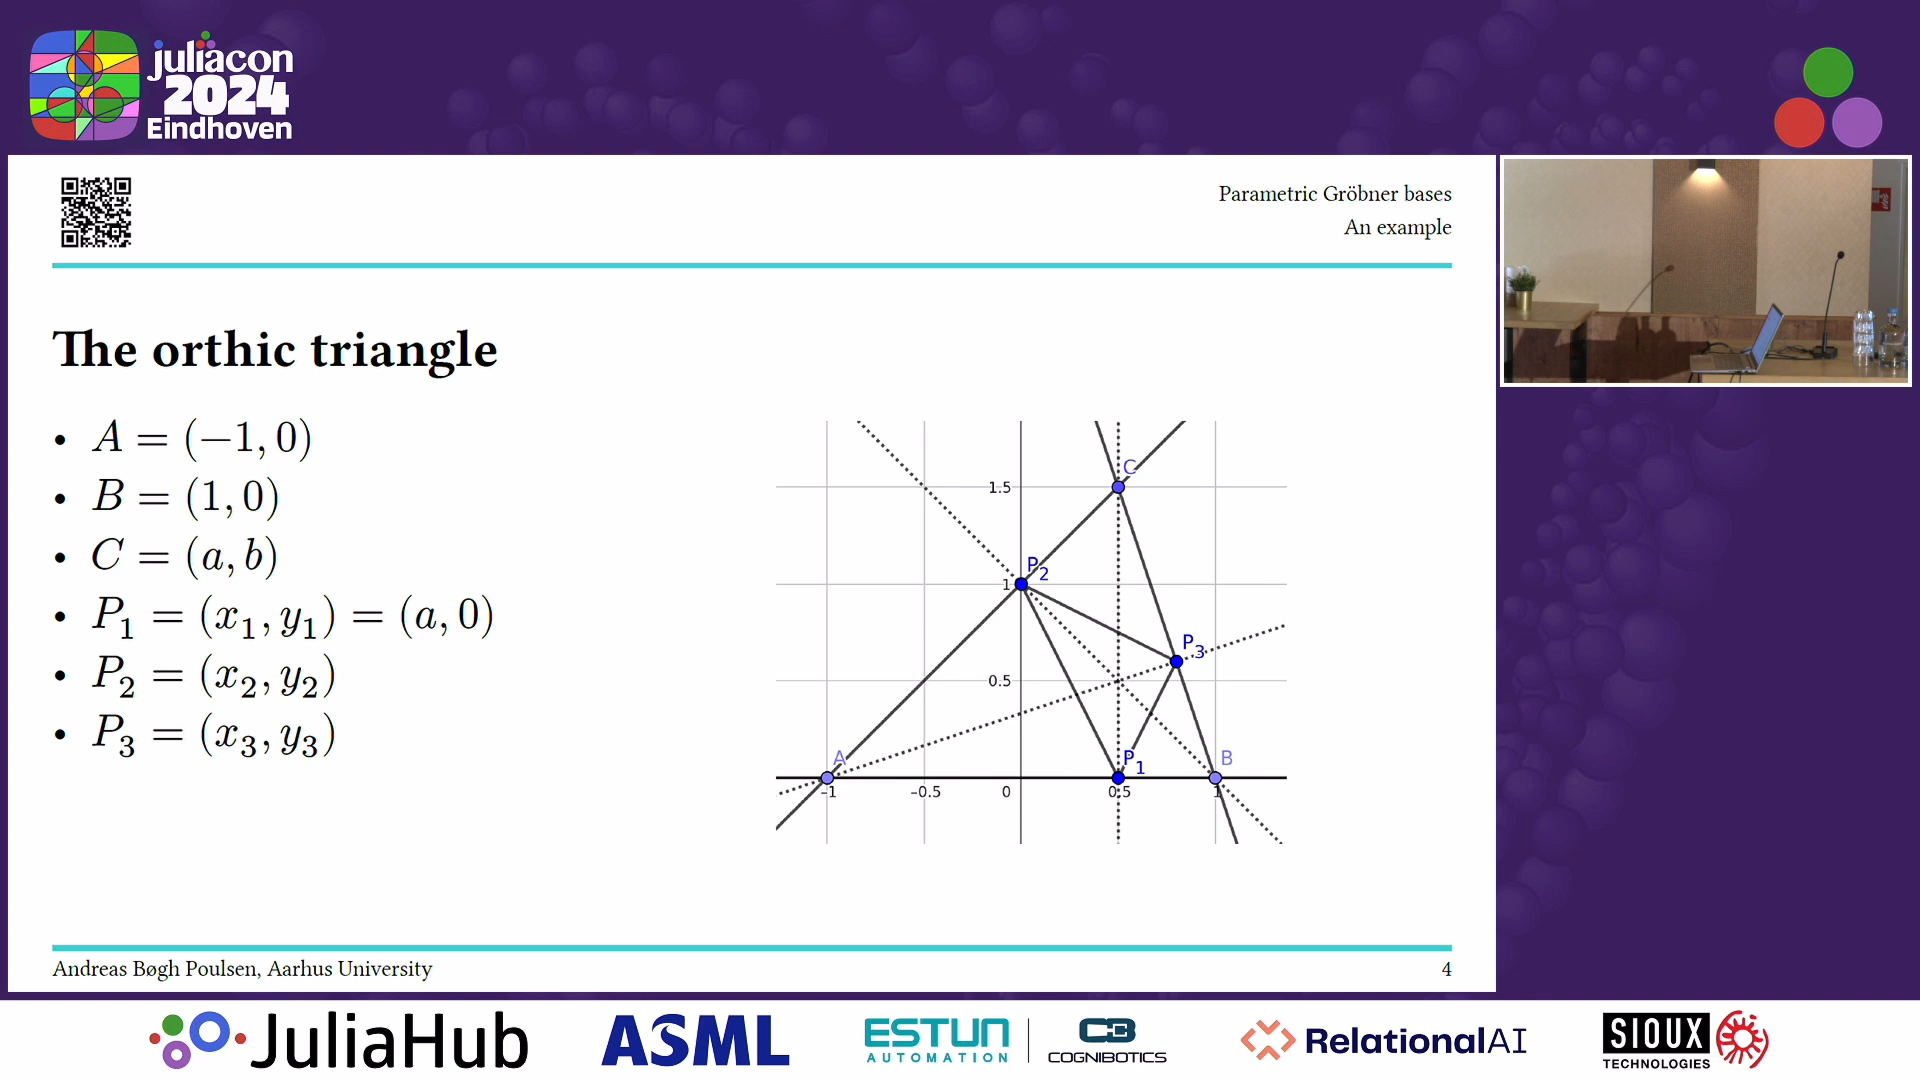 juliacon
2024
Eindhoven
Parametric Gröbner bases
An example
The orthic triangle
• A = (−1, 0)
• B = (1, 0)
• C = (a, b)
• P₁ = (x₁, y₁) = (a, 0)
• P₂ = (x₂, y₂)
• P₃ = (x₃, y₃)
C
1.5
P₂
1
P₃
0.5
A
P₁
B
-1
-0.5
0
0.5
1
Andreas Bøgh Poulsen, Aarhus University
4
JuliaHub
ASML
ESTUN
AUTOMATION
COGNIBOTICS
RelationalAI
SIOUX
TECHNOLOGIES